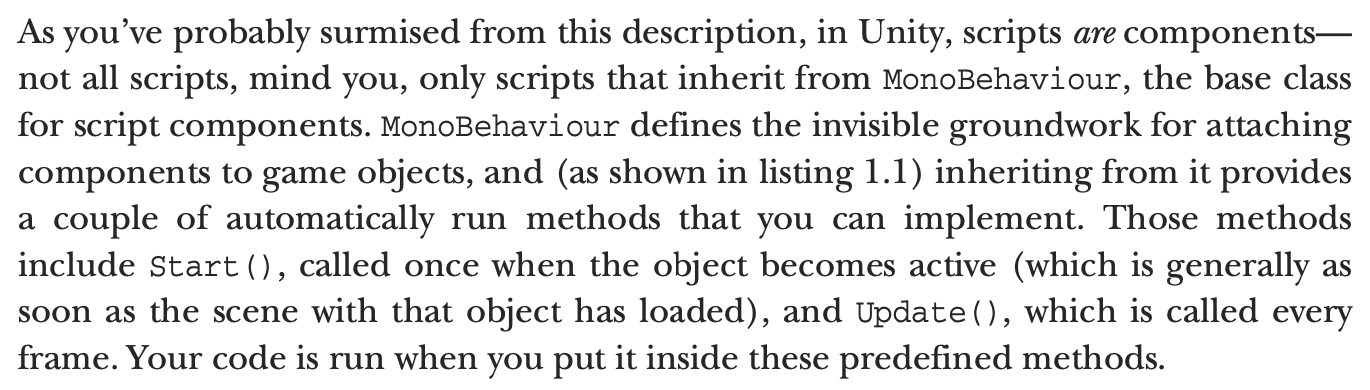 As you’ve probably surmised from this description, in Unity, scripts are components—
not all scripts, mind you, only scripts that inherit from MonoBehaviour, the base class
for script components. MonoBehaviour defines the invisible groundwork for attaching
components to game objects, and (as shown in listing 1.1) inheriting from it provides
a couple of automatically run methods that you can implement. Those methods
include Start(), called once when the object becomes active (which is generally as
soon as the scene with that object has loaded), and Update(), which is called every
frame. Your code is run when you put it inside these predefined methods.